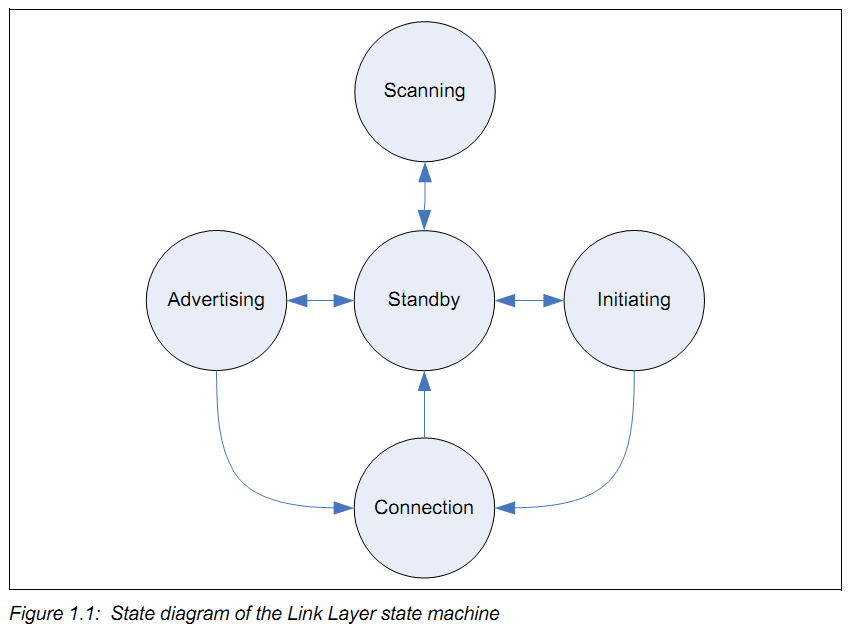 Scanning
Advertising
Standby
Initiating
Connection
Figure 1.1: State diagram of the Link Layer state machine